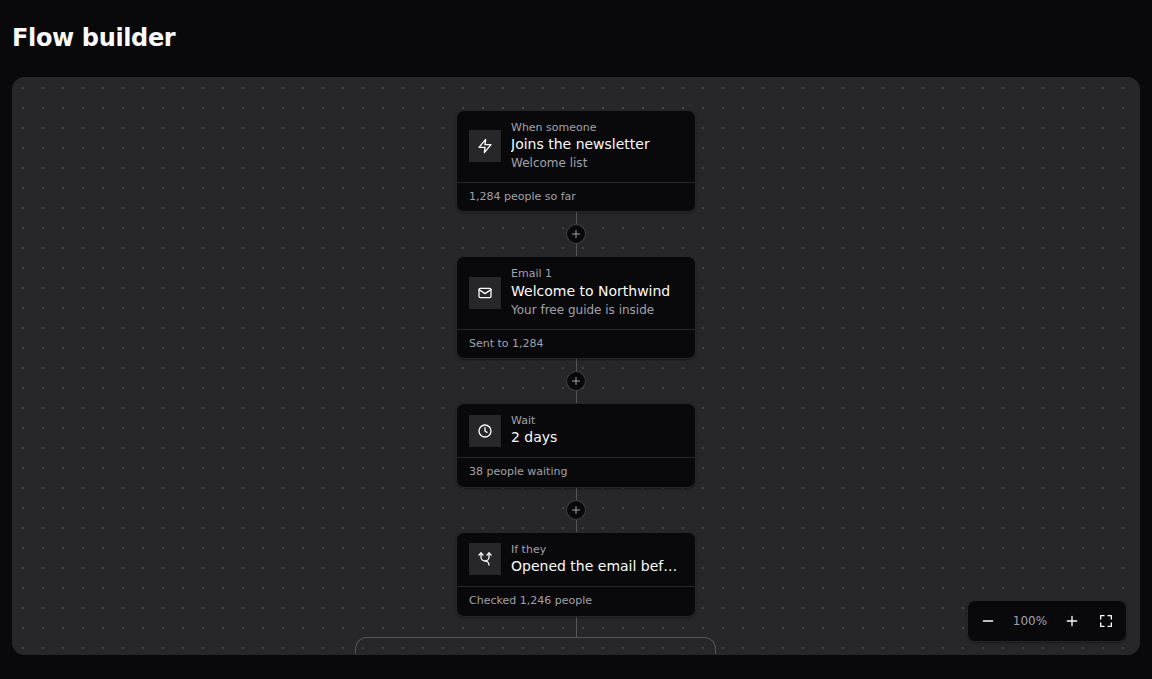 Flow builder
When someone
Joins the newsletter
Welcome list
1,284 people so far
Email 1
Welcome to Northwind
Your free guide is inside
Sent to 1,284
Wait
2 days
38 people waiting
If they
Opened the email bef…
Checked 1,246 people
100%